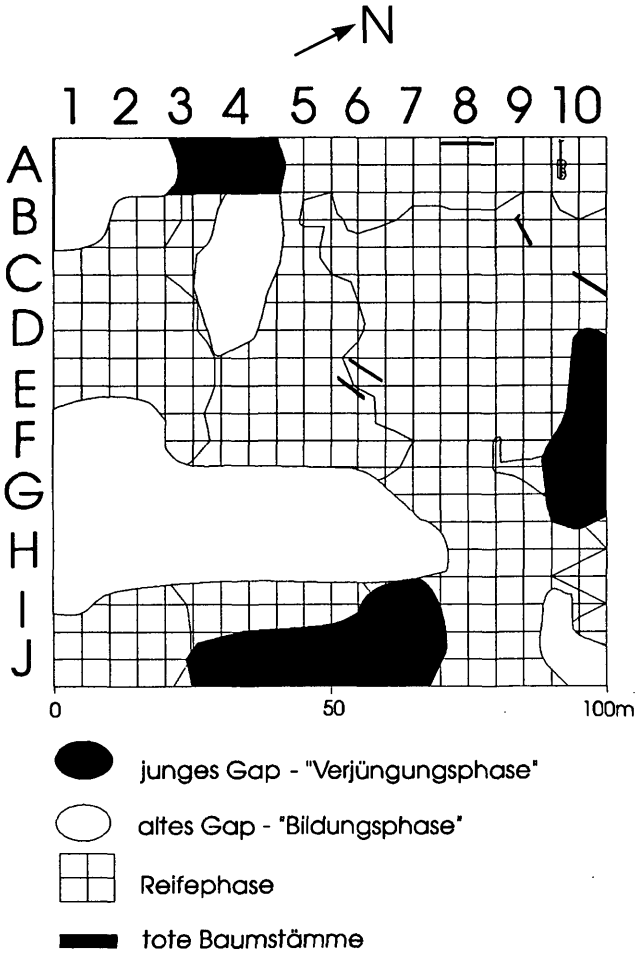 N
1 2 3 4 5 6 7 8 9 10
A
B
C
D
E
F
G
H
I
J
0 50 100m
junges Gap - "Verjüngungsphase"
altes Gap - "Bildungsphase"
Reifephase
tote Baumstämme